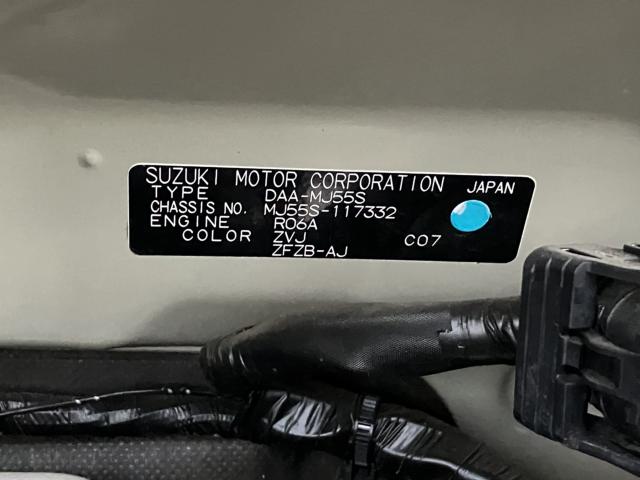 SUZUKI MOTOR CORPORATION JAPAN
TYPE DAA-MJ55S
CHASSIS NO. MJ55S-117332
ENGINE R06A
COLOR ZVJ C07
ZFZB-AJ